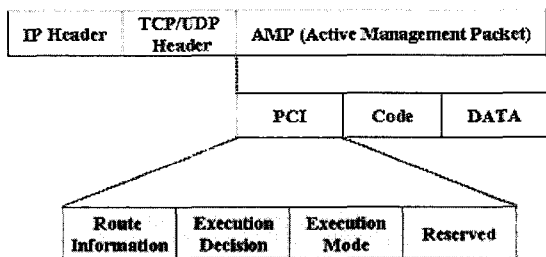 IP Header
TCP/UDP
Header
AMP (Active Management Packet)
PCI
Code
DATA
Route
Information
Execution
Decision
Execution
Mode
Reserved